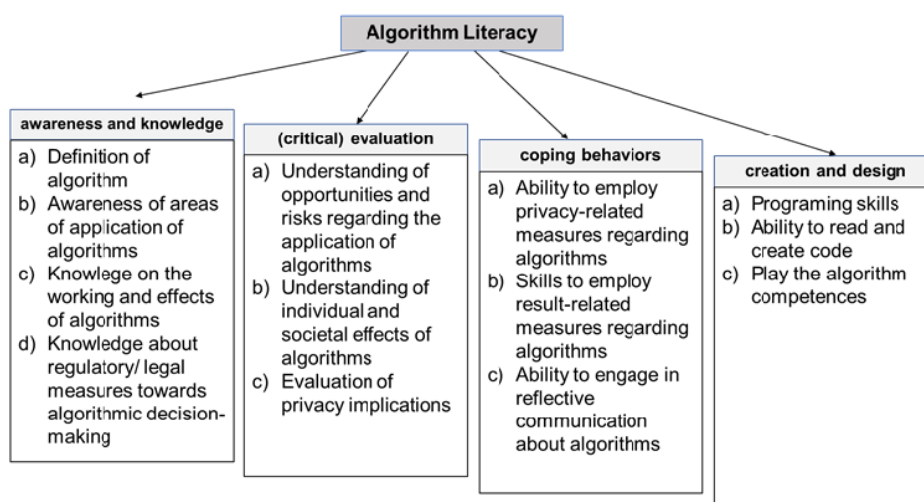 Algorithm Literacy
awareness and knowledge
a) Definition of
algorithm
b) Awareness of areas
of application of
algorithms
c) Knowlege on the
working and effects
of algorithms
d) Knowledge about
regulatory/ legal
measures towards
algorithmic decision-
making
(critical) evaluation
a) Understanding of
opportunities and
risks regarding the
application of
algorithms
b) Understanding of
individual and
societal effects of
algorithms
c) Evaluation of
privacy implications
coping behaviors
a) Ability to employ
privacy-related
measures regarding
algorithms
b) Skills to employ
result-related
measures regarding
algorithms
c) Ability to engage in
reflective
communication
about algorithms
creation and design
a) Programing skills
b) Ability to read and
create code
c) Play the algorithm
competences